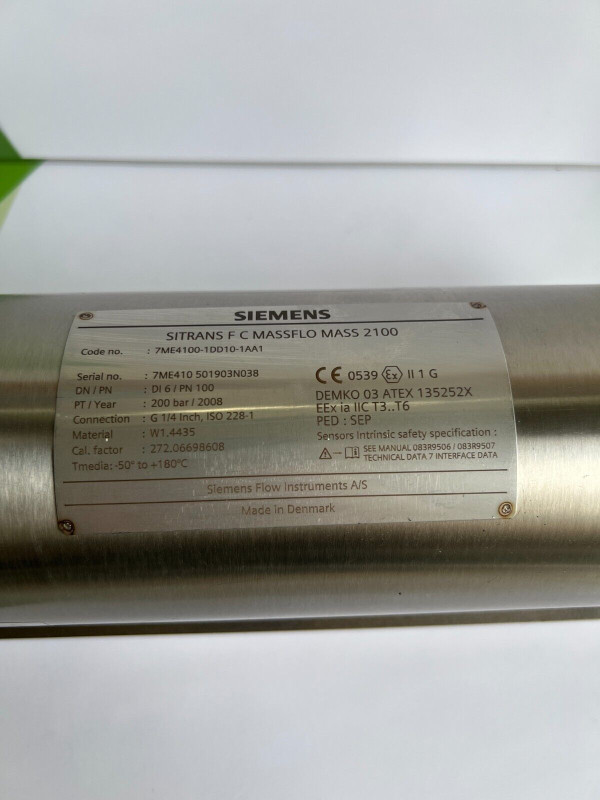 SIEMENS
SITRANS F C MASSFLO MASS 2100
Code no. : 7ME4100-1DD10-1AA1
Serial no. : 7ME410 501903N038
DN / PN : DI 6 / PN 100
PT / Year : 200 bar / 2008
Connection : G 1/4 Inch, ISO 228-1
Material : W1.4435
Cal. factor : 272.06698608
Tmedia: -50° to +180°C
CE 0539 Ex II 1 G
DEMKO 03 ATEX 135252X
EEx ia IIC T3..T6
PED : SEP
Sensors intrinsic safety specification :
SEE MANUAL 083R9506 / 083R9507
TECHNICAL DATA 7 INTERFACE DATA
Siemens Flow Instruments A/S
Made in Denmark